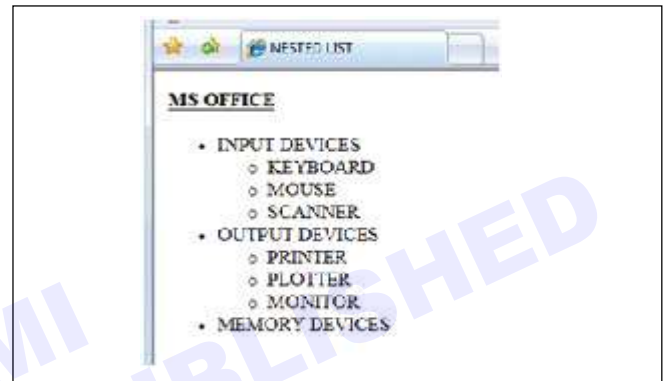 NESTED LIST
MS OFFICE
• INPUT DEVICES
o KEYBOARD
o MOUSE
o SCANNER
• OUTPUT DEVICES
o PRINTER
o PLOTTER
o MONITOR
• MEMORY DEVICES